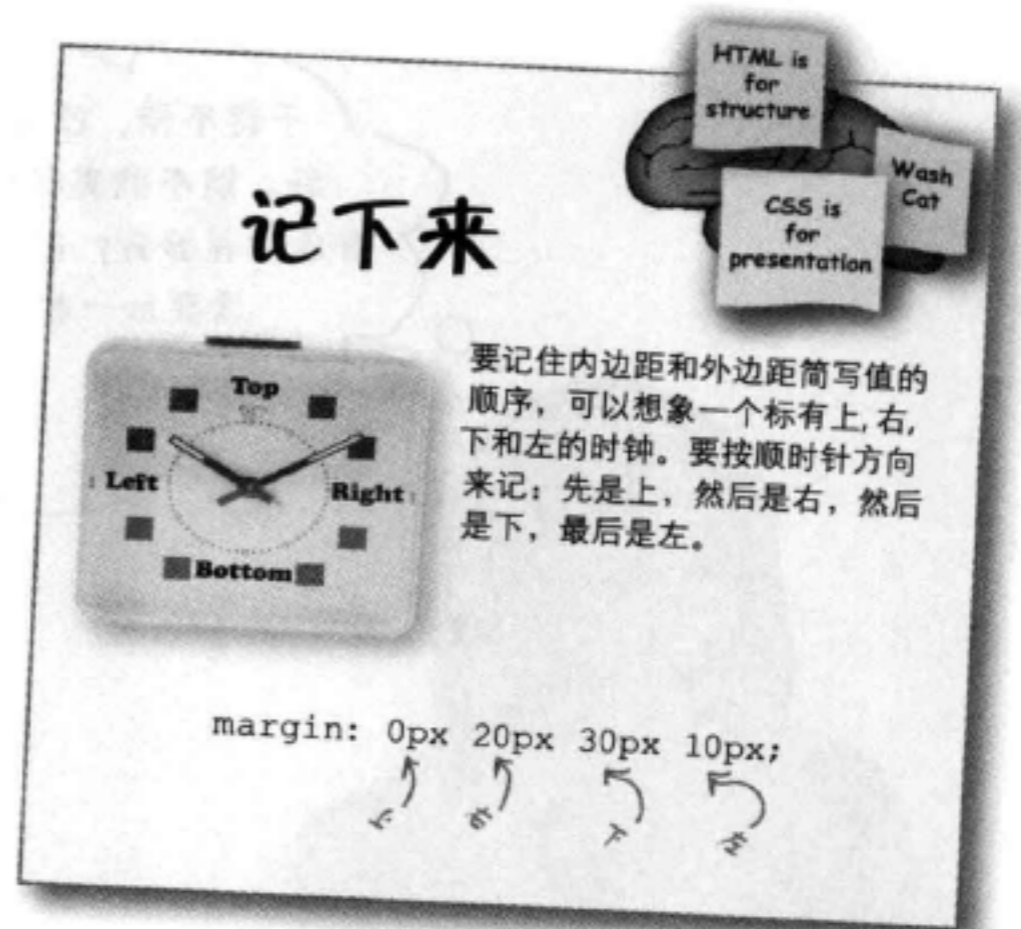 HTML is
for
structure
Wash
Cat
CSS is
for
presentation
记下来
Top
Left
Right
Bottom
要记住内边距和外边距简写值的
顺序，可以想象一个标有上,右,
下和左的时钟。要按顺时针方向
来记：先是上，然后是右，然后
是下，最后是左。
margin: 0px 20px 30px 10px;
上 右 下 左